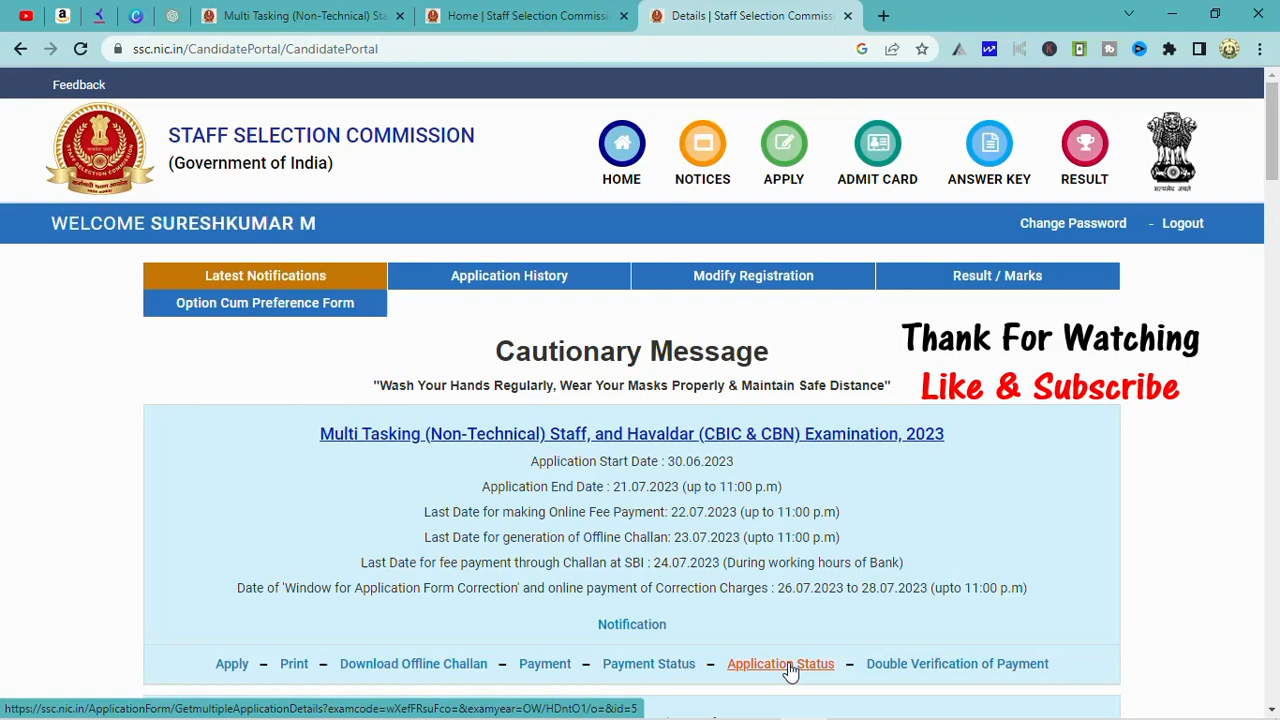 Multi Tasking (Non-Technical) Sta
Home | Staff Selection Commissi
Details | Staff Selection Commiss
ssc.nic.in/CandidatePortal/CandidatePortal
Feedback
STAFF SELECTION COMMISSION
(Government of India)
HOME
NOTICES
APPLY
ADMIT CARD
ANSWER KEY
RESULT
WELCOME SURESHKUMAR M
Change Password - Logout
Latest Notifications
Application History
Modify Registration
Result / Marks
Option Cum Preference Form
Thank For Watching
Like & Subscribe
Cautionary Message
"Wash Your Hands Regularly, Wear Your Masks Properly & Maintain Safe Distance"
Multi Tasking (Non-Technical) Staff, and Havaldar (CBIC & CBN) Examination, 2023
Application Start Date : 30.06.2023
Application End Date : 21.07.2023 (up to 11:00 p.m)
Last Date for making Online Fee Payment: 22.07.2023 (up to 11:00 p.m)
Last Date for generation of Offline Challan: 23.07.2023 (upto 11:00 p.m)
Last Date for fee payment through Challan at SBI : 24.07.2023 (During working hours of Bank)
Date of 'Window for Application Form Correction' and online payment of Correction Charges : 26.07.2023 to 28.07.2023 (upto 11:00 p.m)
Notification
Apply – Print – Download Offline Challan – Payment – Payment Status – Application Status – Double Verification of Payment
https://ssc.nic.in/ApplicationForm/GetmultipleApplicationDetails?examcode=wXefFRsuFco=&examyear=OW/HDntO1/o=&id=5